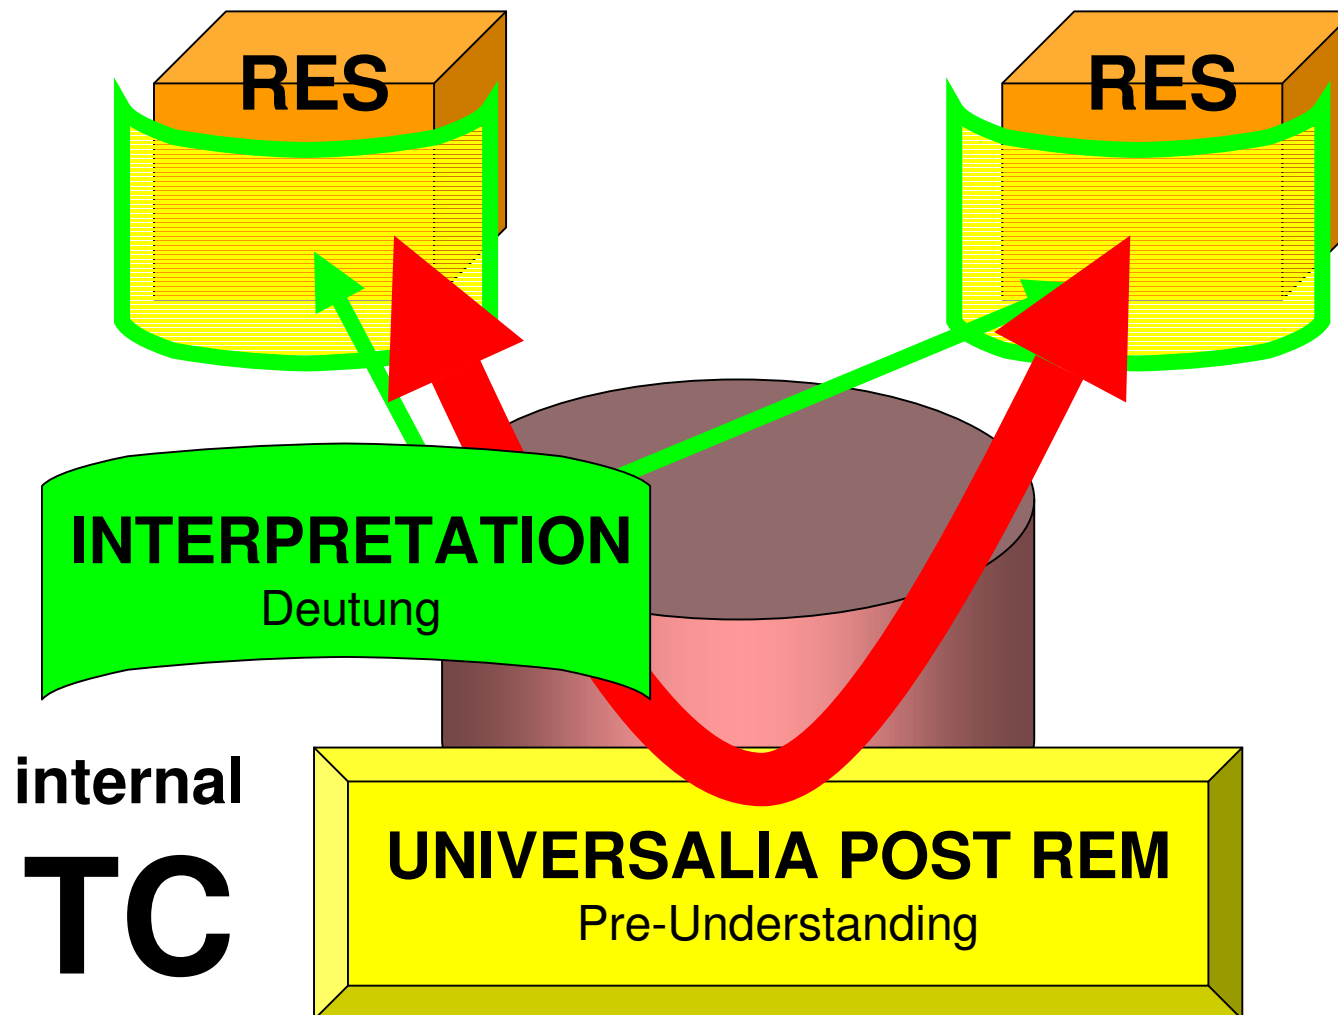 RES
RES
INTERPRETATION
Deutung
internal
TC
UNIVERSALIA POST REM
Pre-Understanding